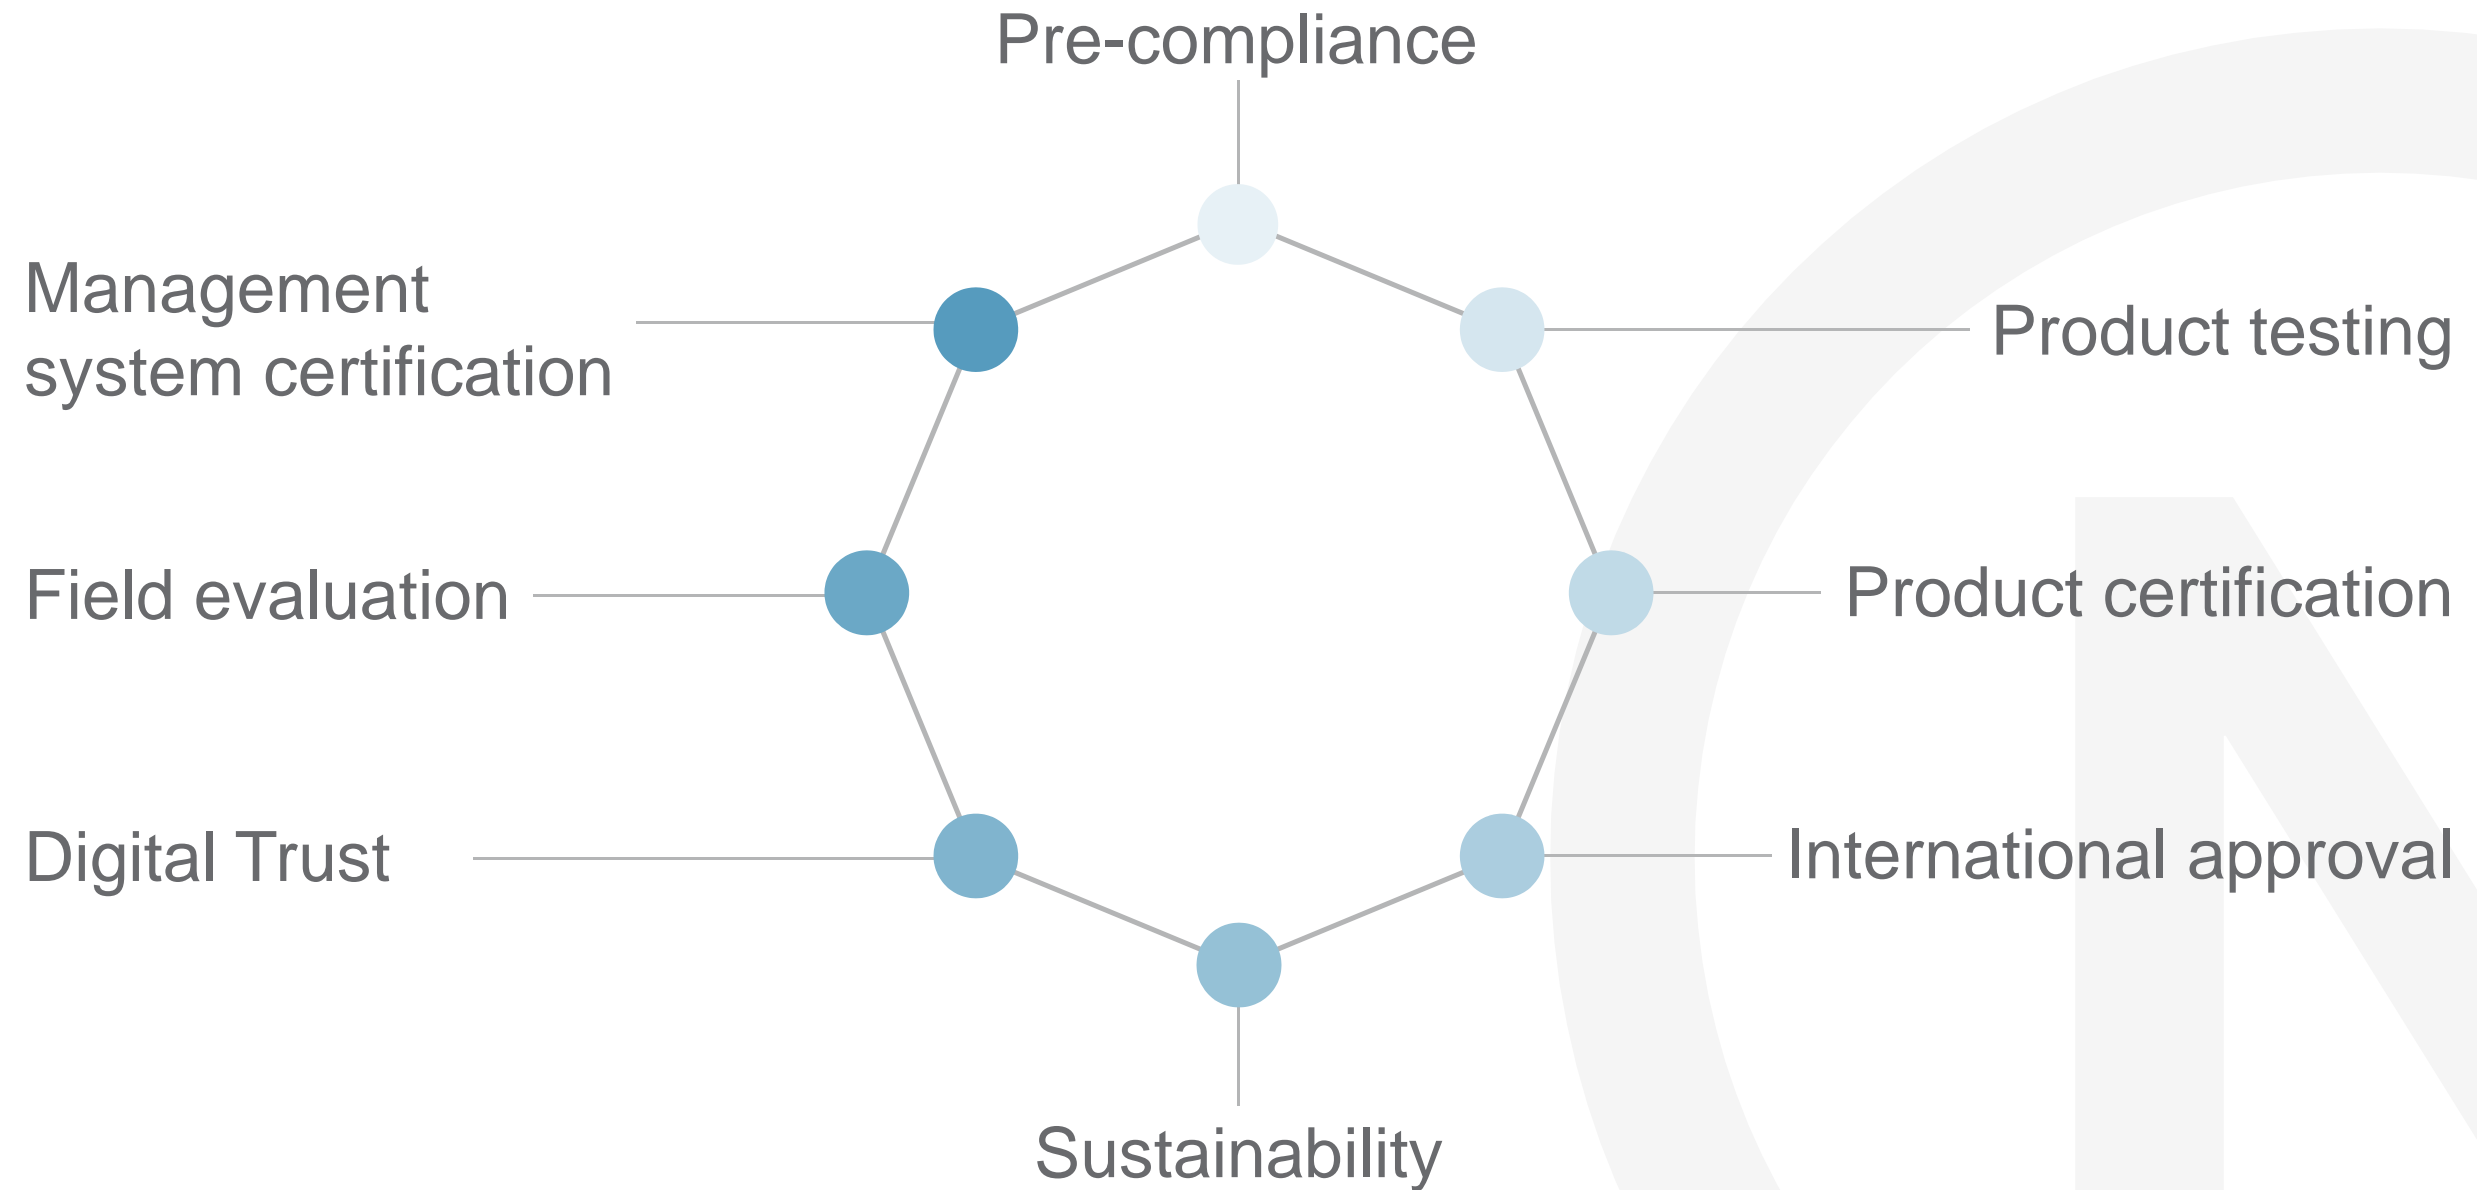 Pre-compliance
Management
system certification
Product testing
Field evaluation
Product certification
Digital Trust
International approval
Sustainability